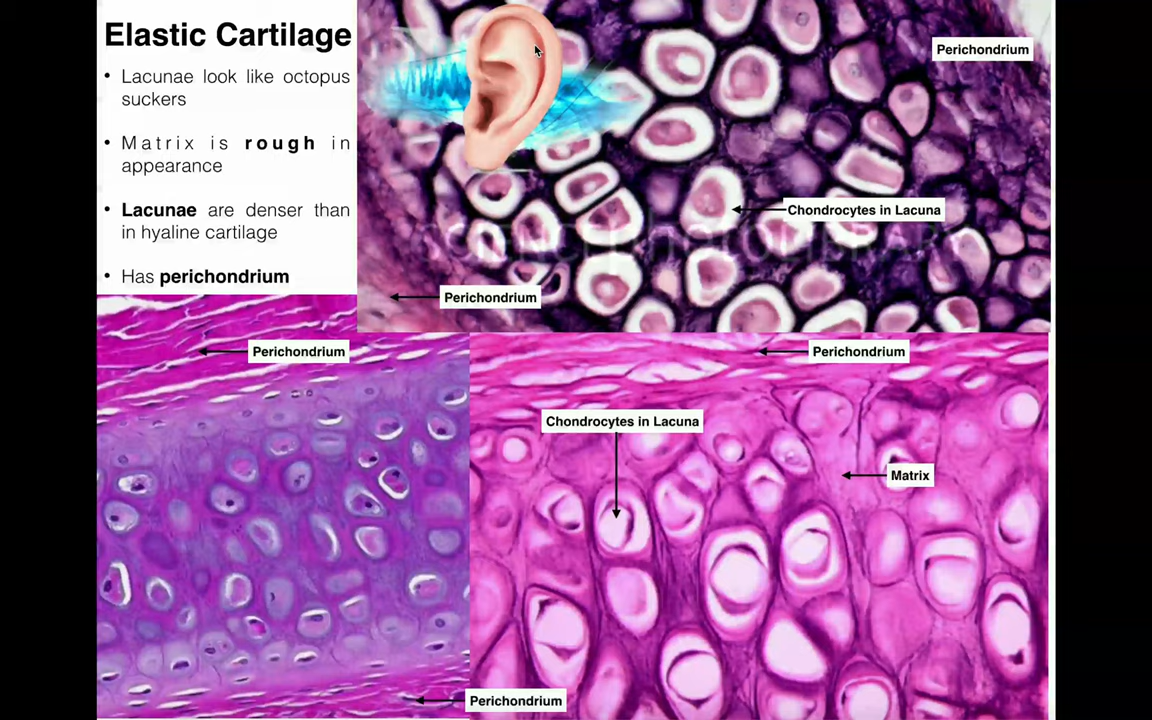 Elastic Cartilage
• Lacunae look like octopus
suckers
• Matrix is rough in
appearance
• Lacunae are denser than
in hyaline cartilage
• Has perichondrium
Perichondrium
Chondrocytes in Lacuna
Perichondrium
Perichondrium
Perichondrium
Chondrocytes in Lacuna
Matrix
Perichondrium